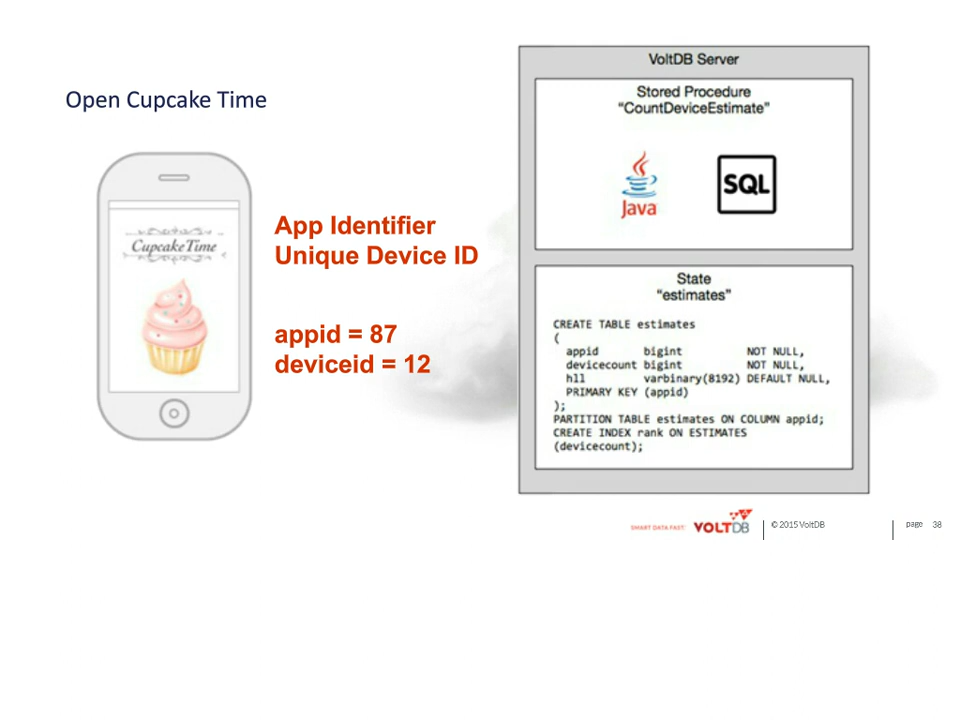 Open Cupcake Time
CupcakeTime
App Identifier
Unique Device ID
appid = 87
deviceid = 12
VoltDB Server
Stored Procedure
“CountDeviceEstimate”
Java
SQL
State
“estimates”
CREATE TABLE estimates
(
appid bigint NOT NULL,
devicecount bigint NOT NULL,
hll varbinary(8192) DEFAULT NULL,
PRIMARY KEY (appid)
);
PARTITION TABLE estimates ON COLUMN appid;
CREATE INDEX rank ON ESTIMATES
(devicecount);
SMART DATA FAST VOLTDB © 2015 VoltDB page 38